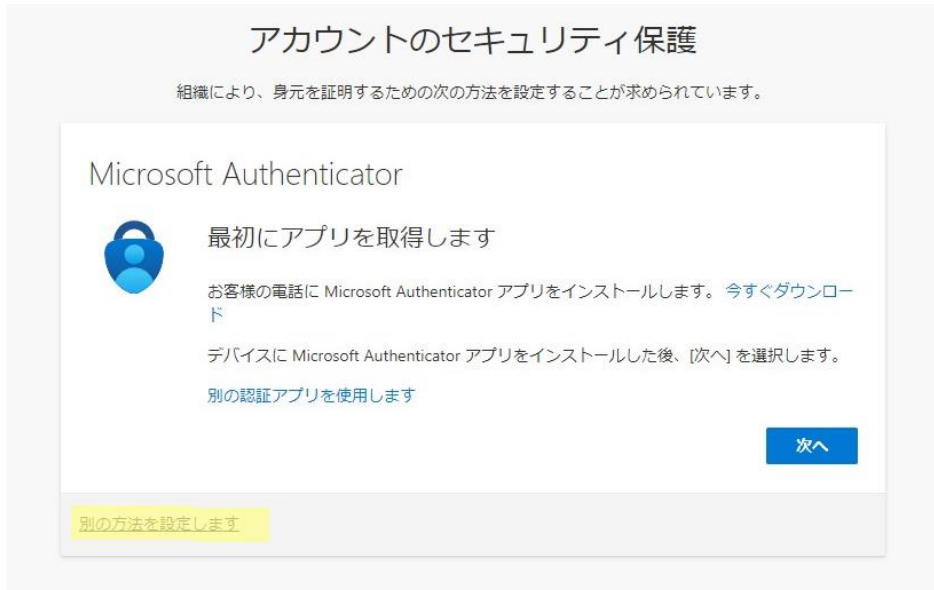 アカウントのセキュリティ保護
組織により、身元を証明するための次の方法を設定することが求められています。
Microsoft Authenticator
最初にアプリを取得します
お客様の電話に Microsoft Authenticator アプリをインストールします。 今すぐダウンロー
ド
デバイスに Microsoft Authenticator アプリをインストールした後、[次へ] を選択します。
別の認証アプリを使用します
次へ
別の方法を設定します